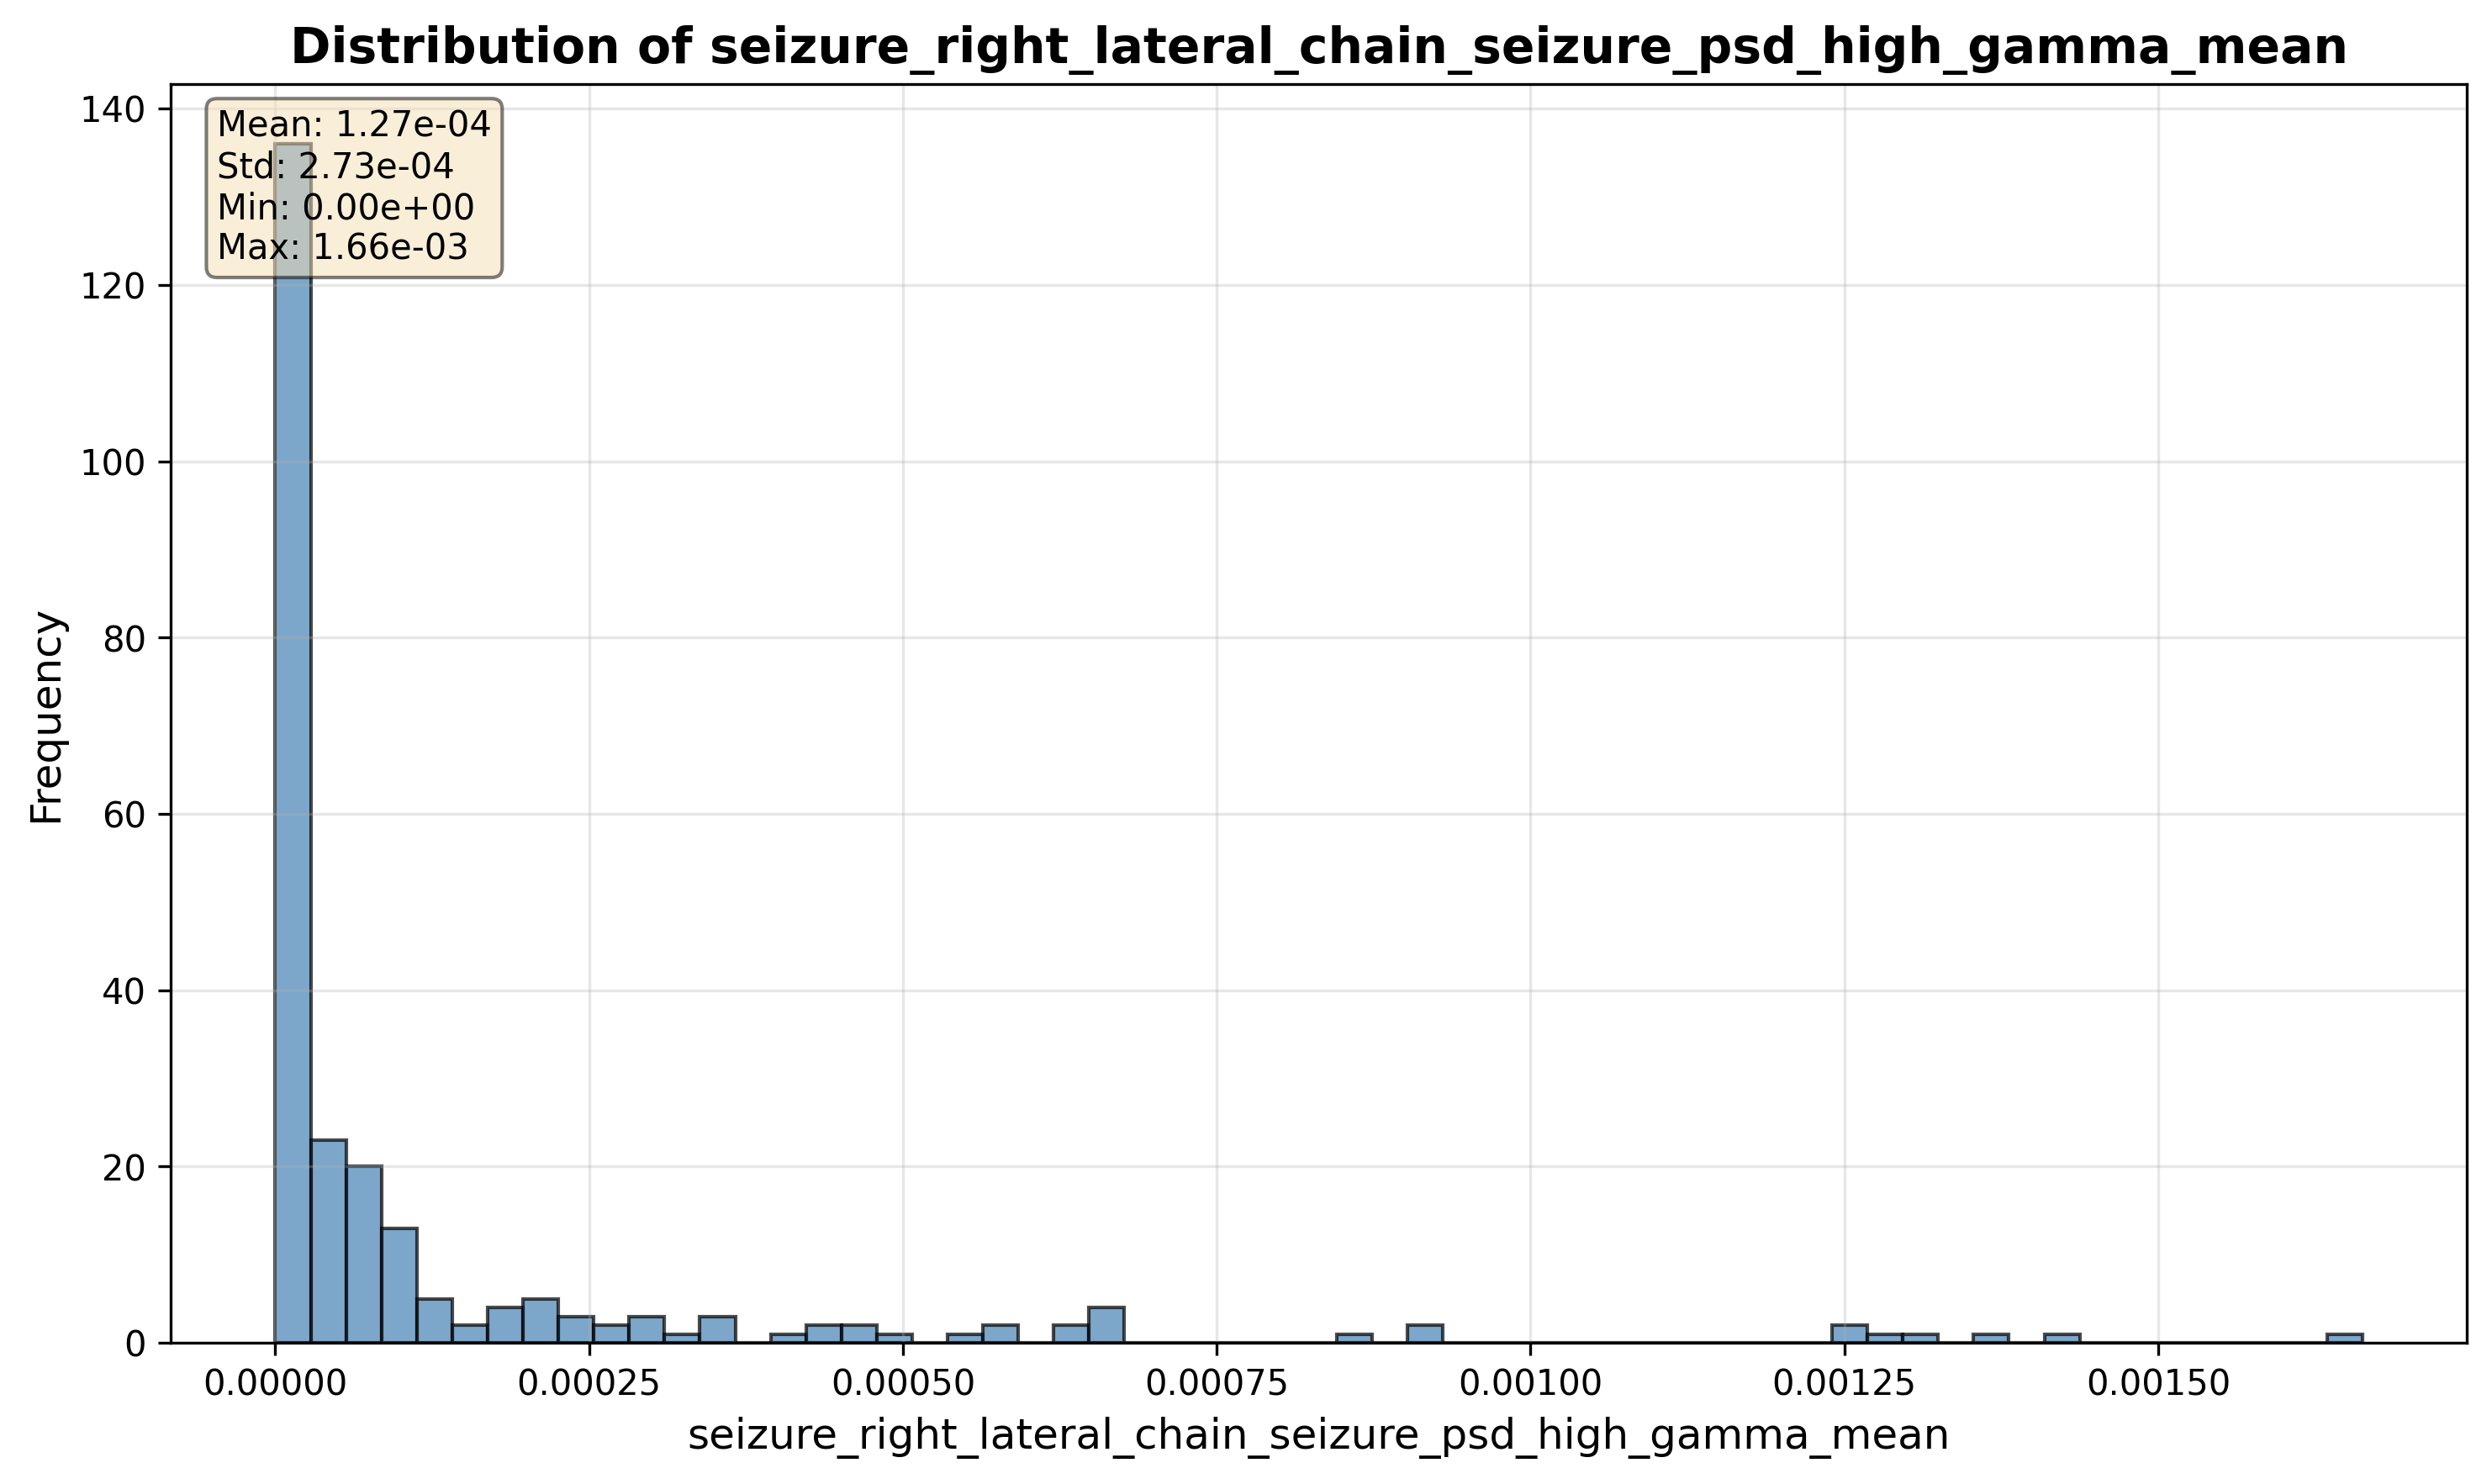 Distribution of seizure_right_lateral_chain_seizure_psd_high_gamma_mean
Mean: 1.27e-04
Std: 2.73e-04
Min: 0.00e+00
Max: 1.66e-03
Frequency
140
120
100
80
60
40
20
0
0.00000 0.00025 0.00050 0.00075 0.00100 0.00125 0.00150
seizure_right_lateral_chain_seizure_psd_high_gamma_mean